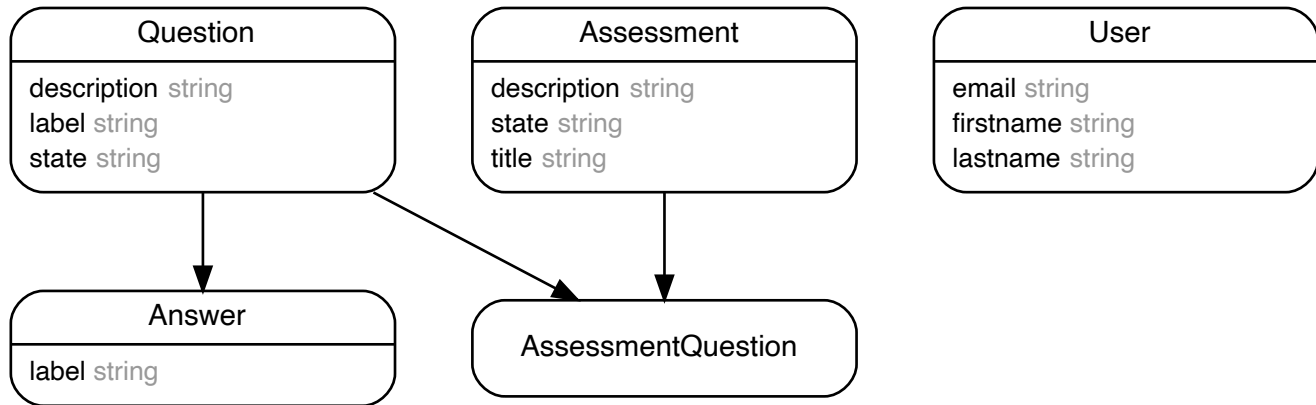 Question
description string
label string
state string
Assessment
description string
state string
title string
User
email string
firstname string
lastname string
Answer
label string
AssessmentQuestion